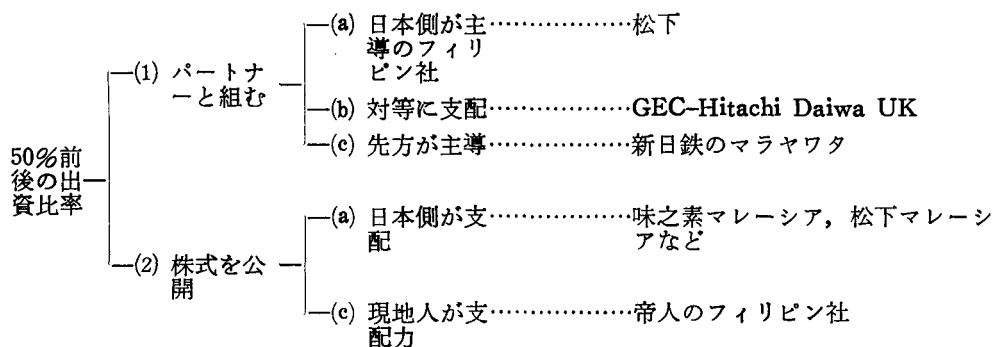 (a) 日本側が主………………松下
導のフィリ
ピン社
(1) パートナ
ーと組む
(b) 対等に支配………………GEC–Hitachi Daiwa UK
(c) 先方が主導………………新日鉄のマラヤワタ
50%前
後の出
資比率
(a) 日本側が支………………味之素マレーシア，松下マレーシ
配
アなど
(2) 株式を公
開
(c) 現地人が支………………帝人のフィリピン社
配力